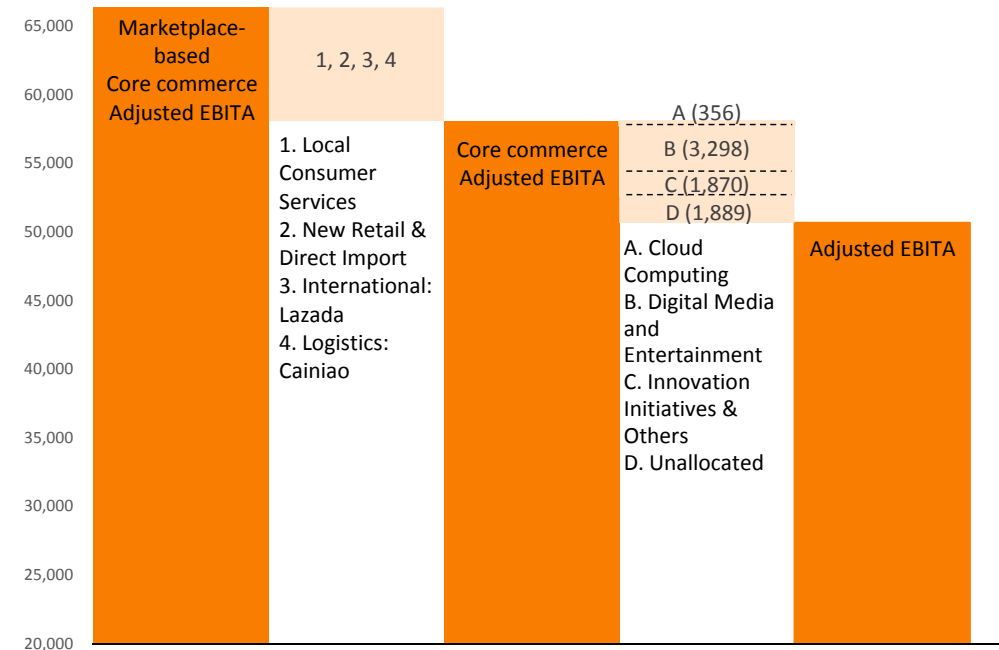 65,000
60,000
55,000
50,000
45,000
40,000
35,000
30,000
25,000
20,000
Marketplace-
based
Core commerce
Adjusted EBITA
1, 2, 3, 4
1. Local
Consumer
Services
2. New Retail &
Direct Import
3. International:
Lazada
4. Logistics:
Cainiao
Core commerce
Adjusted EBITA
A (356)
B (3,298)
C (1,870)
D (1,889)
A. Cloud
Computing
B. Digital Media
and
Entertainment
C. Innovation
Initiatives &
Others
D. Unallocated
Adjusted EBITA